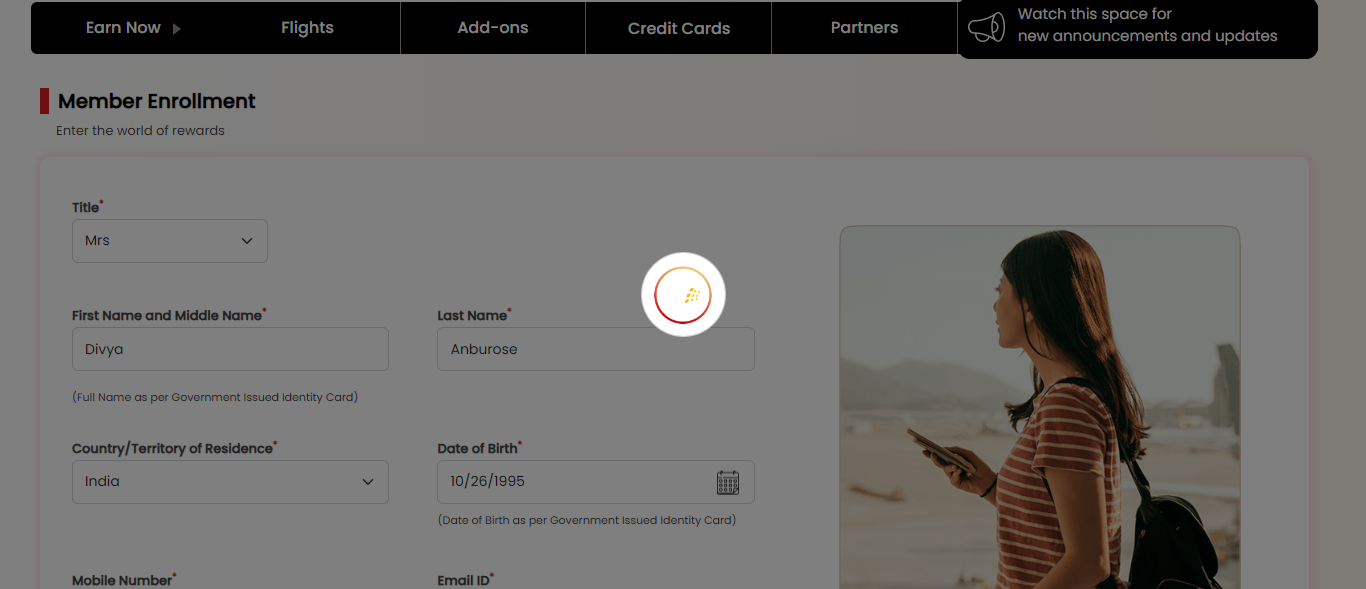 Earn Now
Flights
Add-ons
Credit Cards
Partners
Watch this space for
new announcements and updates
Member Enrollment
Enter the world of rewards
Title*
Mrs
First Name and Middle Name*
Last Name*
Divya
Anburose
(Full Name as per Government Issued Identity Card)
Country/Territory of Residence*
Date of Birth*
India
10/26/1995
(Date of Birth as per Government Issued Identity Card)
Mobile Number*
Email ID*